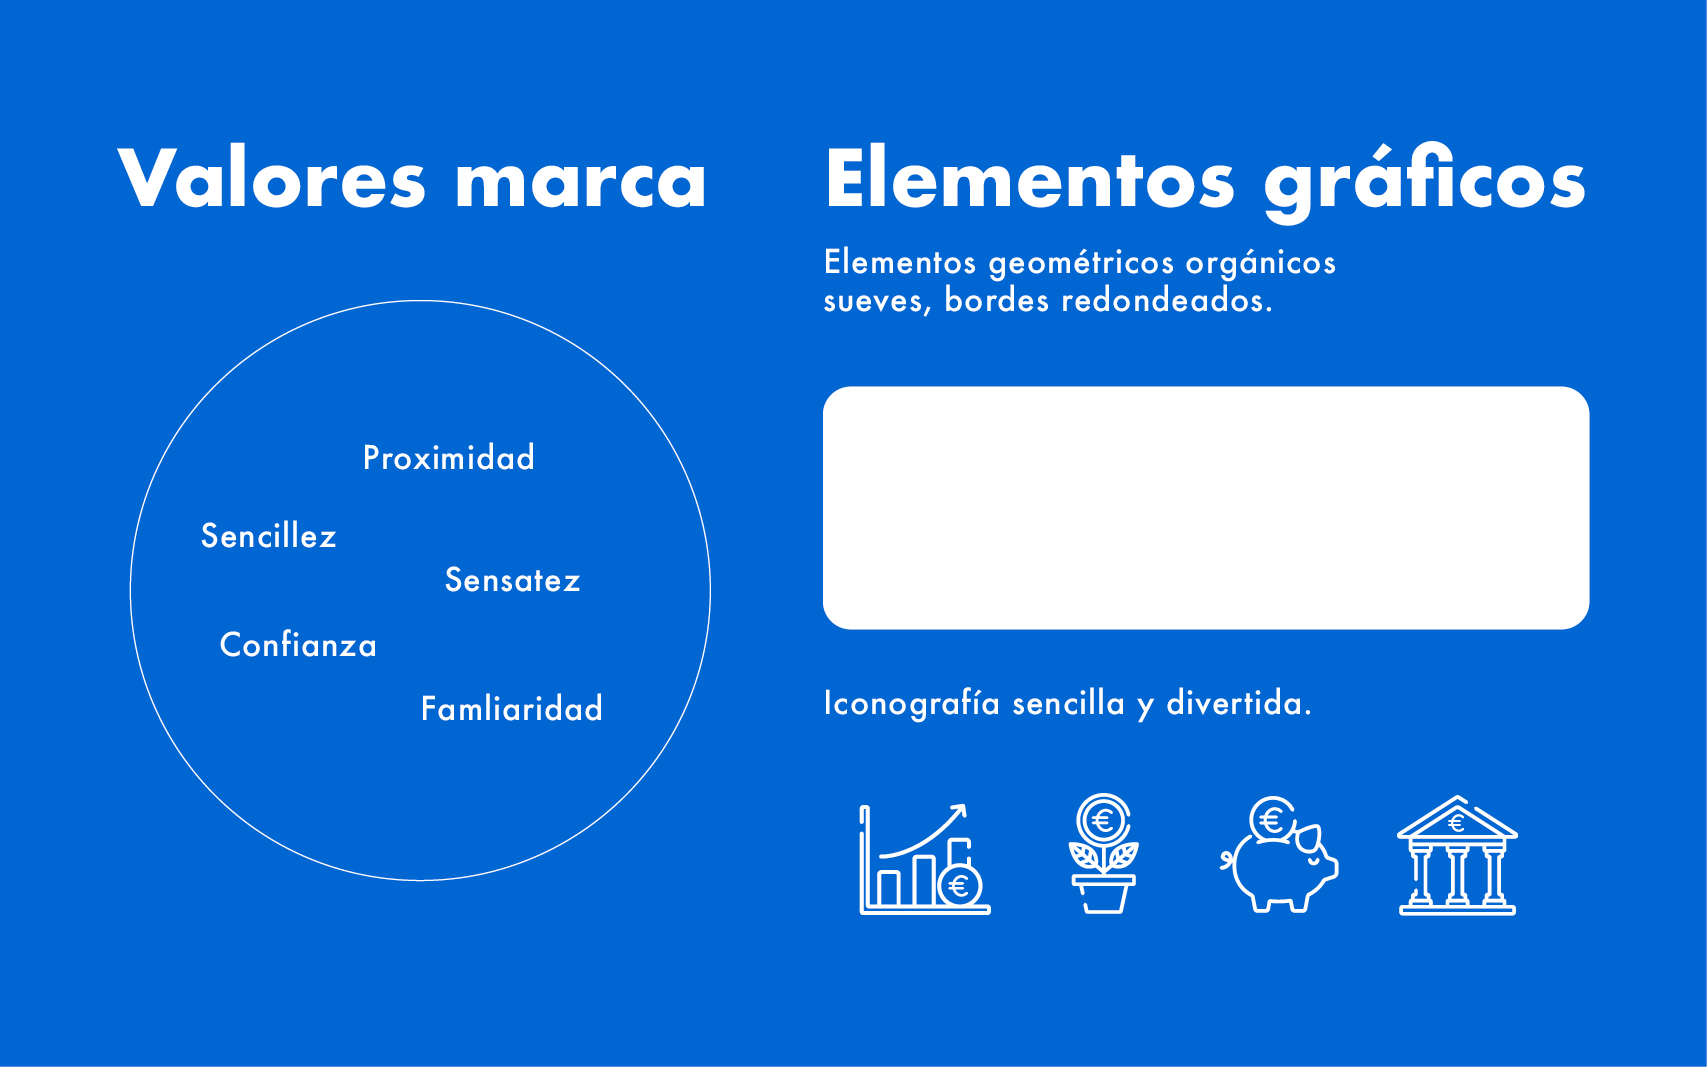 Valores marca
Proximidad
Sencillez
Sensatez
Confianza
Famliaridad
Elementos gráficos
Elementos geométricos orgánicos
sueves, bordes redondeados.
Iconografía sencilla y divertida.
€
€
€
€